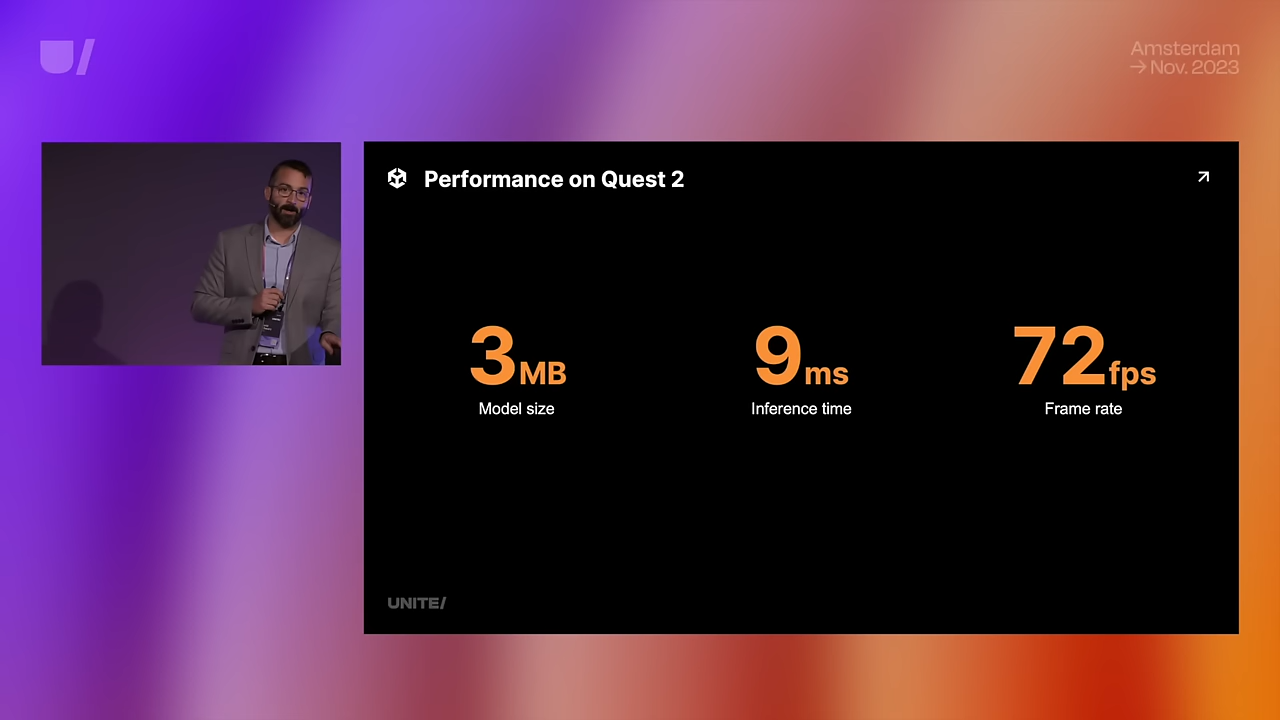 U/
Amsterdam
→ Nov. 2023
Performance on Quest 2
3MB
Model size
9ms
Inference time
72fps
Frame rate
UNITE/